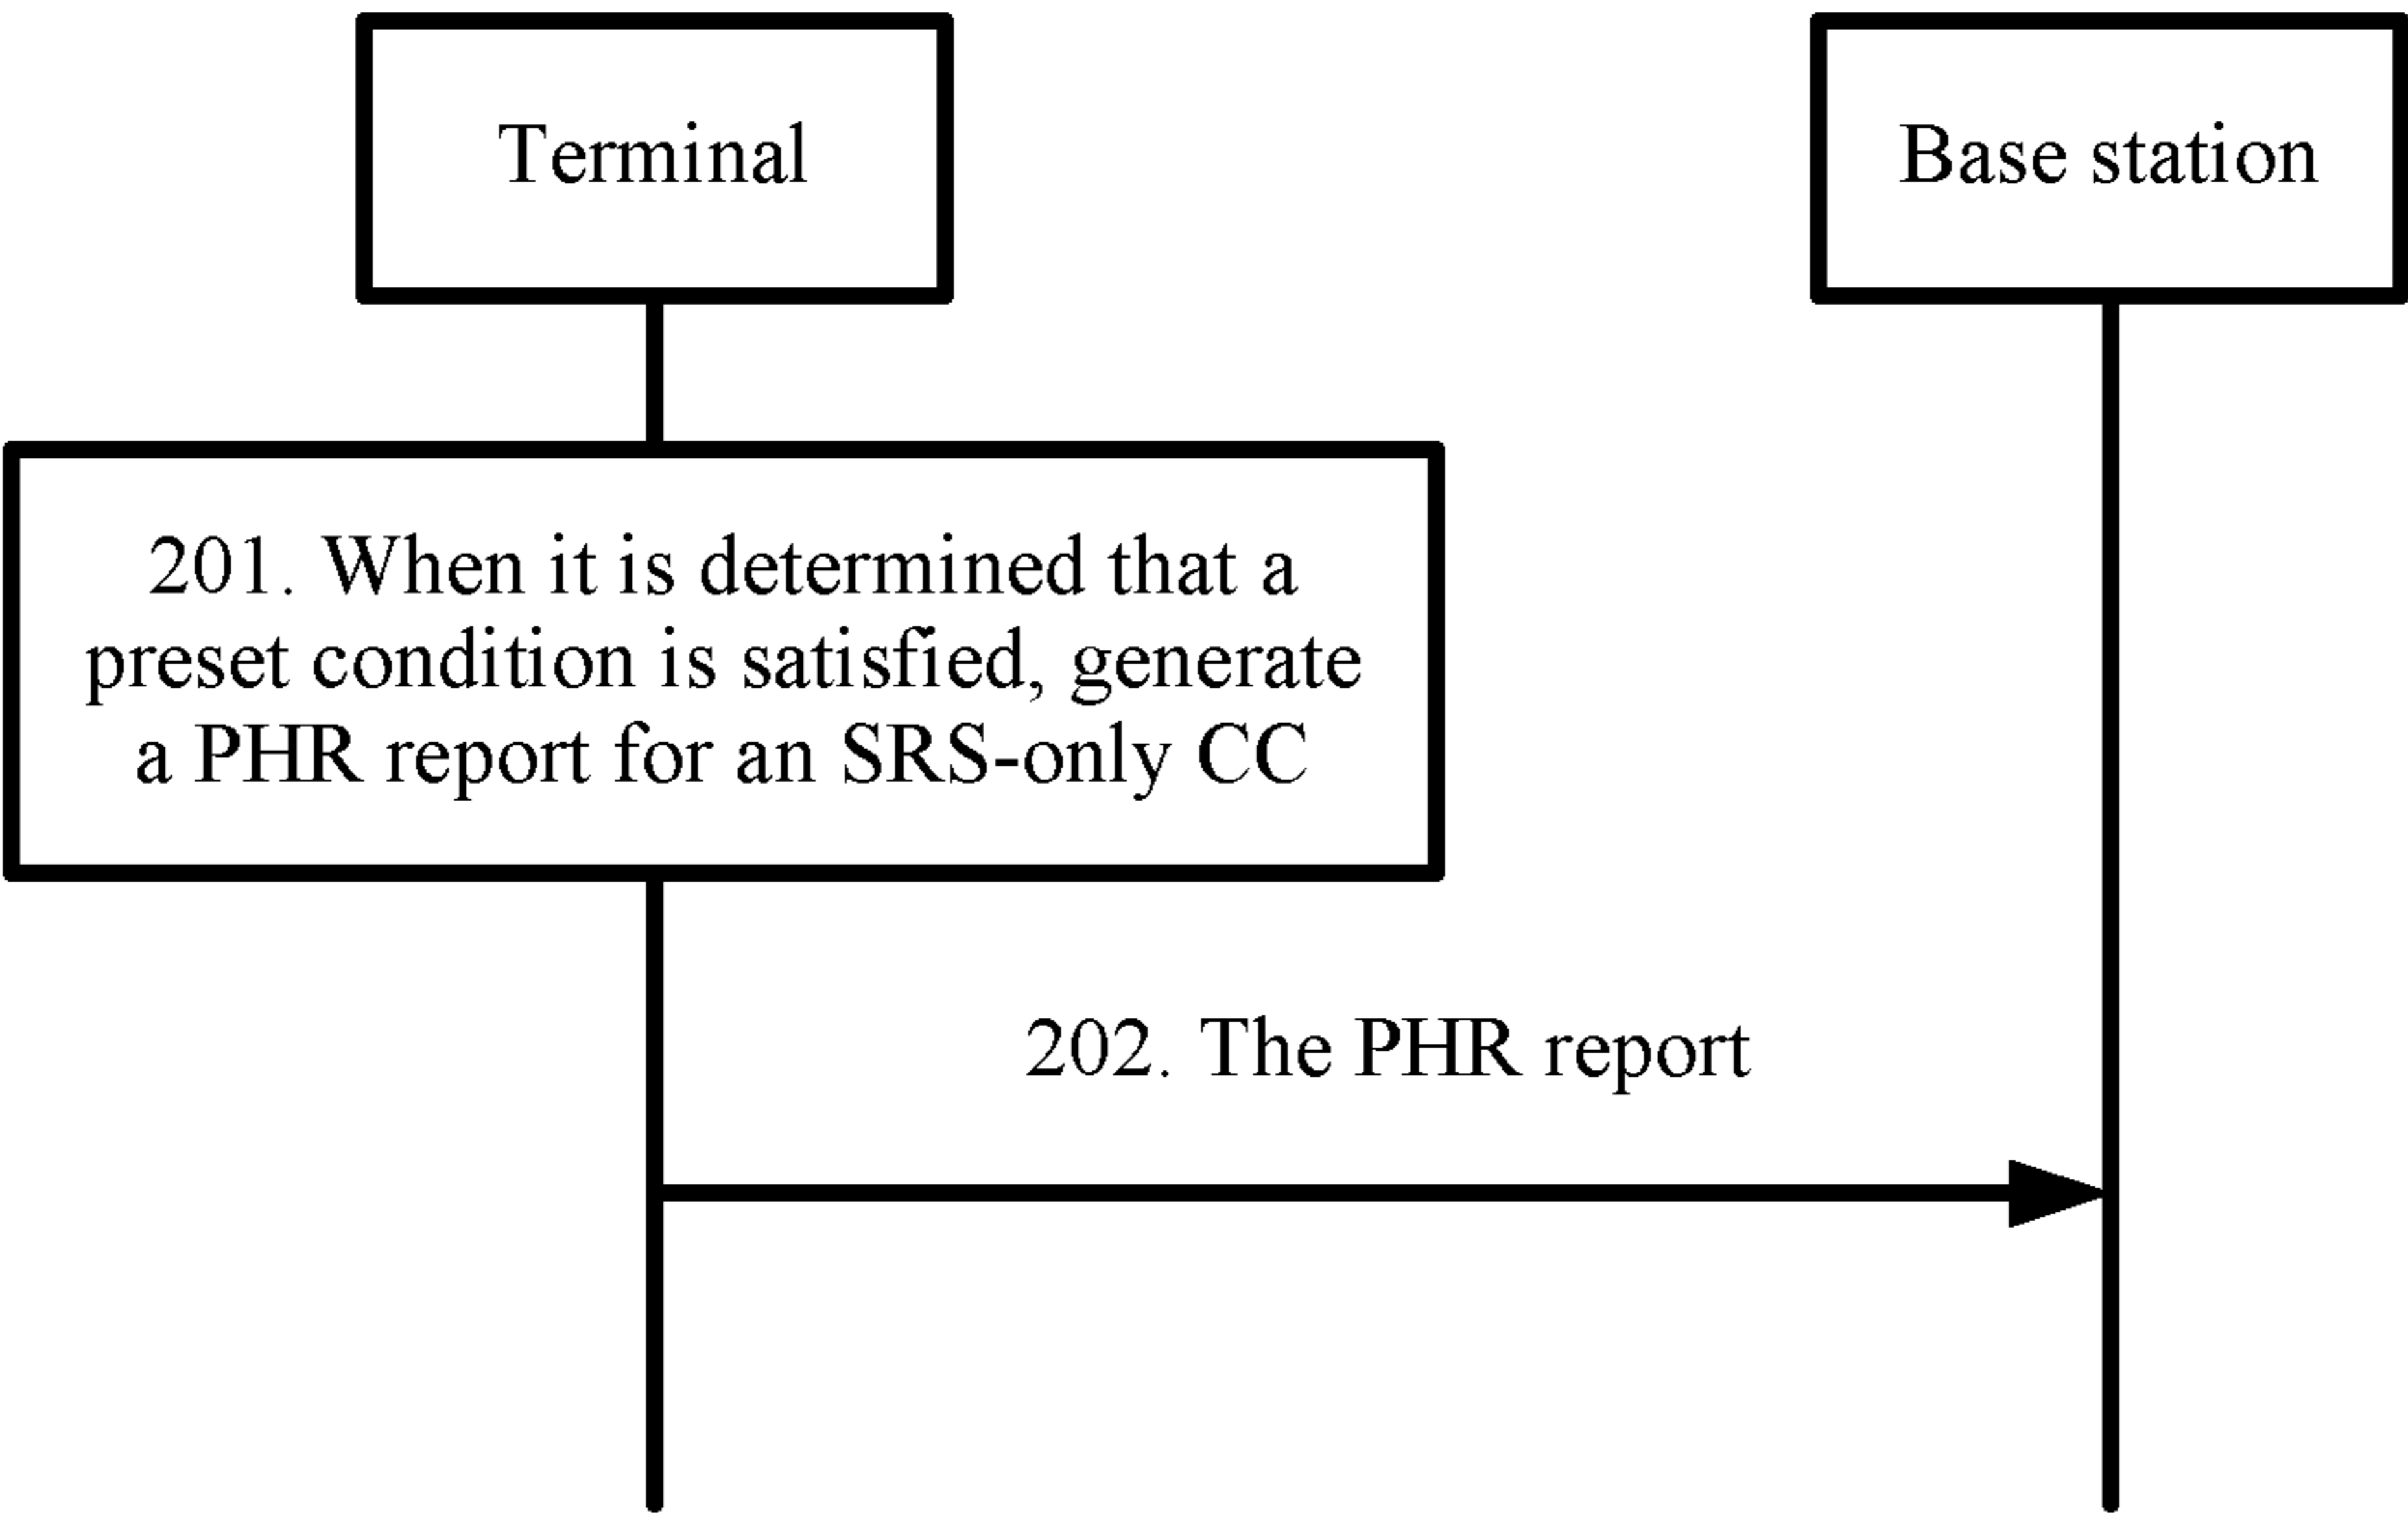 Terminal
Base station
201. When it is determined that a
preset condition is satisfied, generate
a PHR report for an SRS-only CC
202. The PHR report